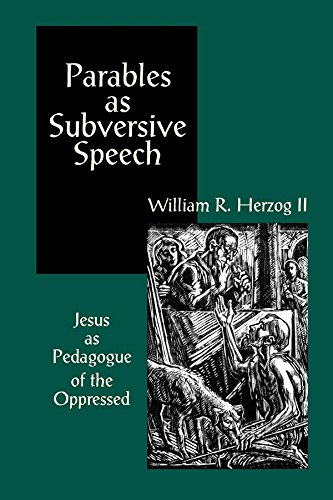 Parables
as
Subversive
Speech
William R. Herzog II
Jesus
as
Pedagogue
of the
Oppressed